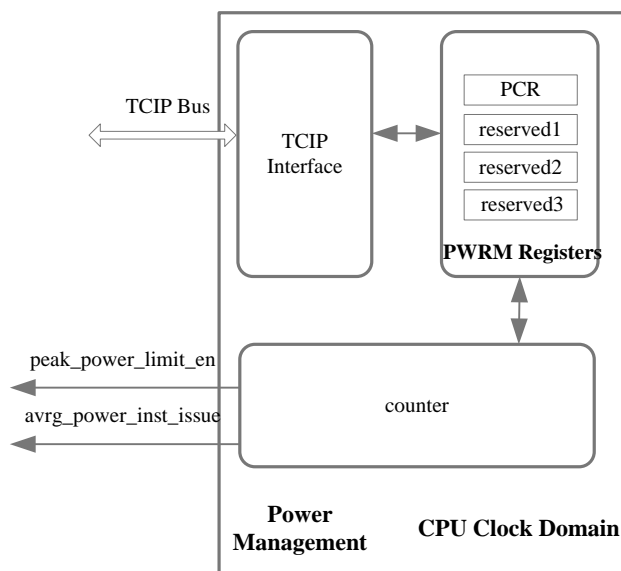 PCR
TCIP Bus
reserved1
TCIP
Interface
reserved2
reserved3
PWRM Registers
peak_power_limit_en
counter
avrg_power_inst_issue
Power
Management
CPU Clock Domain